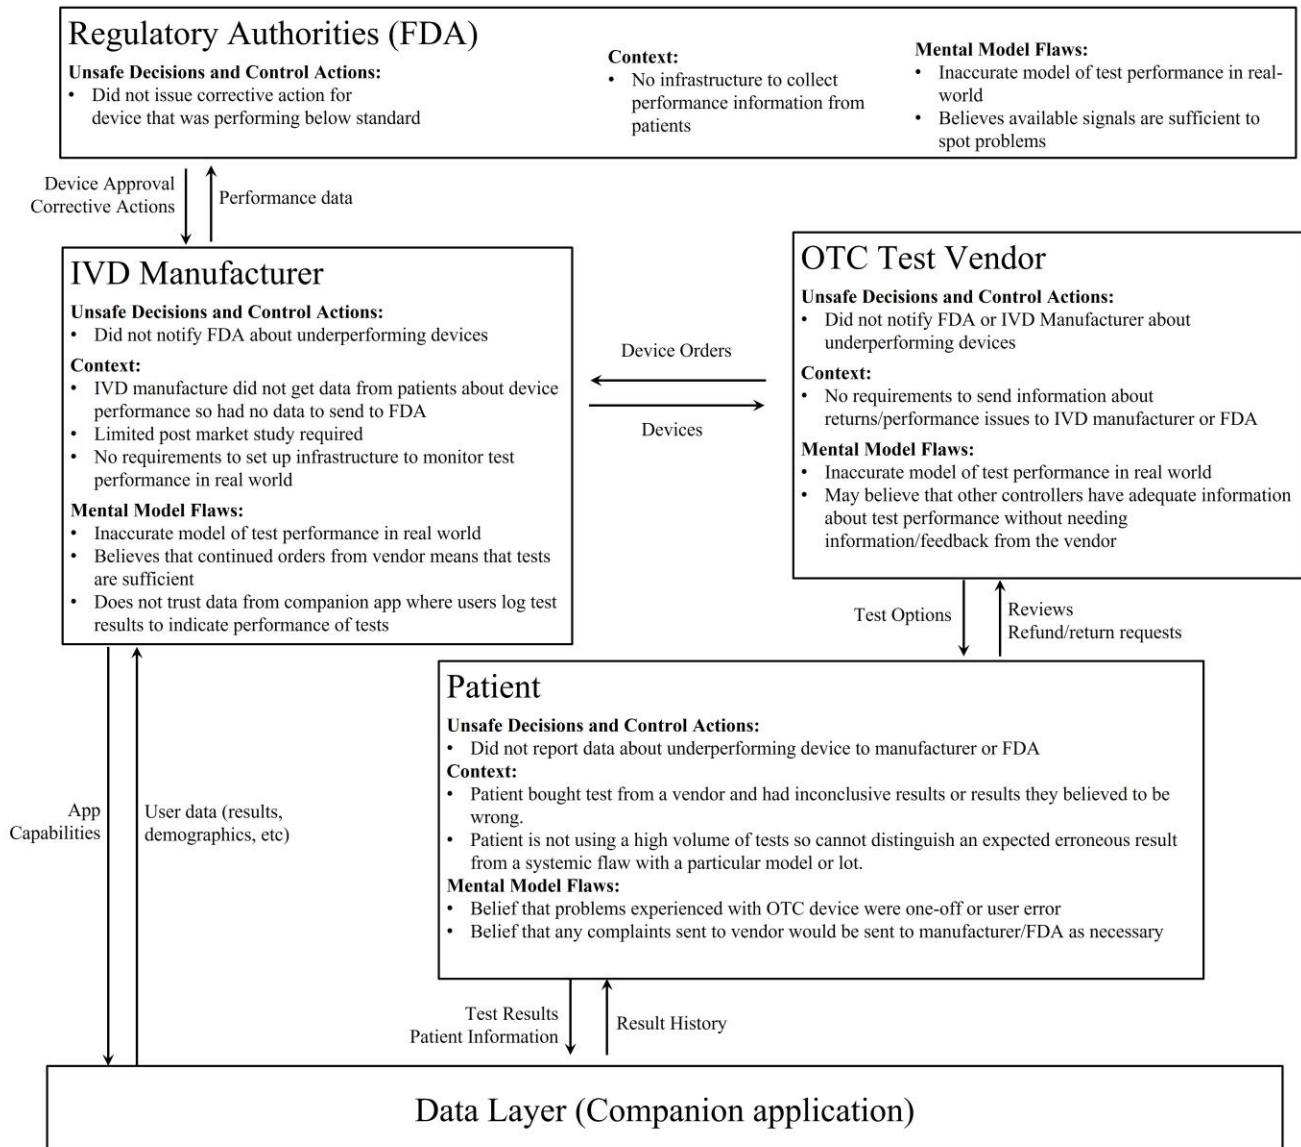 Regulatory Authorities (FDA)
Unsafe Decisions and Control Actions:
• Did not issue corrective action for
device that was performing below standard
Context:
• No infrastructure to collect
performance information from
patients
Mental Model Flaws:
• Inaccurate model of test performance in real-
world
• Believes available signals are sufficient to
spot problems
Device Approval
Corrective Actions
Performance data
IVD Manufacturer
Unsafe Decisions and Control Actions:
• Did not notify FDA about underperforming devices
Context:
• IVD manufacture did not get data from patients about device
performance so had no data to send to FDA
• Limited post market study required
• No requirements to set up infrastructure to monitor test
performance in real world
Mental Model Flaws:
• Inaccurate model of test performance in real world
• Believes that continued orders from vendor means that tests
are sufficient
• Does not trust data from companion app where users log test
results to indicate performance of tests
Device Orders
Devices
OTC Test Vendor
Unsafe Decisions and Control Actions:
• Did not notify FDA or IVD Manufacturer about
underperforming devices
Context:
• No requirements to send information about
returns/performance issues to IVD manufacturer or FDA
Mental Model Flaws:
• Inaccurate model of test performance in real world
• May believe that other controllers have adequate information
about test performance without needing
information/feedback from the vendor
Test Options
Reviews
Refund/return requests
Patient
Unsafe Decisions and Control Actions:
• Did not report data about underperforming device to manufacturer or FDA
Context:
• Patient bought test from a vendor and had inconclusive results or results they believed to be
wrong.
• Patient is not using a high volume of tests so cannot distinguish an expected erroneous result
from a systemic flaw with a particular model or lot.
Mental Model Flaws:
• Belief that problems experienced with OTC device were one-off or user error
• Belief that any complaints sent to vendor would be sent to manufacturer/FDA as necessary
App
Capabilities
User data (results,
demographics, etc)
Test Results
Patient Information
Result History
Data Layer (Companion application)